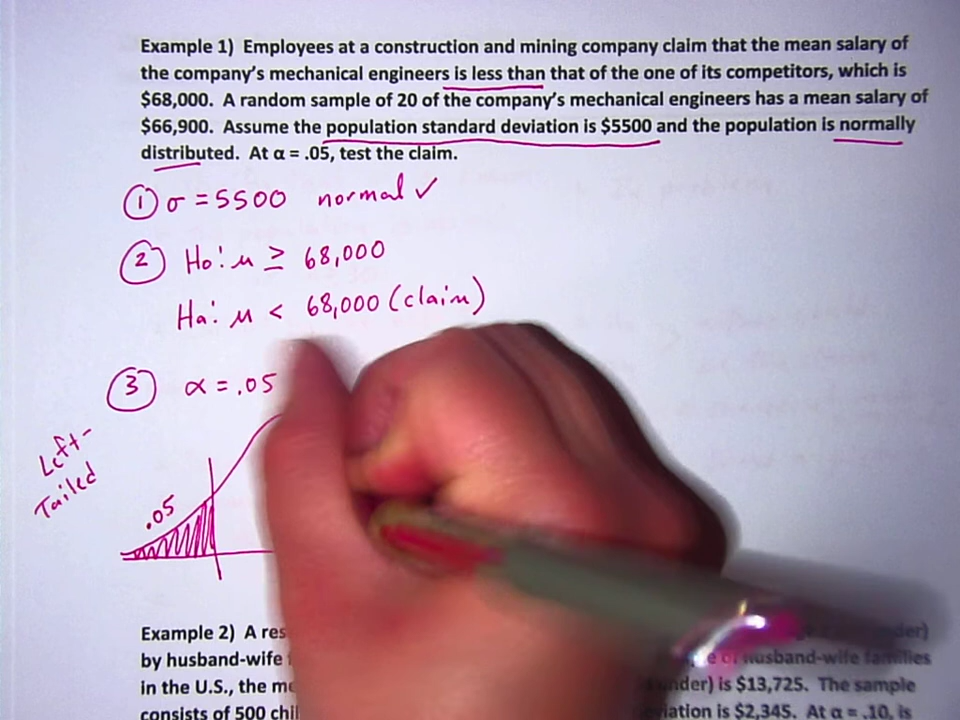 Example 1) Employees at a construction and mining company claim that the mean salary of
the company's mechanical engineers is less than that of the one of its competitors, which is
$68,000. A random sample of 20 of the company's mechanical engineers has a mean salary of
$66,900. Assume the population standard deviation is $5500 and the population is normally
distributed. At α = .05, test the claim.
① σ = 5500 normal ✓
② Ho: μ ≥ 68,000
Ha: μ < 68,000 (claim)
③ α = .05
Left-
Tailed
.05
Example 2) A
by husband-wife of husband-wife families
in the U.S., the is $13,725. The sample
consists of 500 is $2,345. At α = .10, is